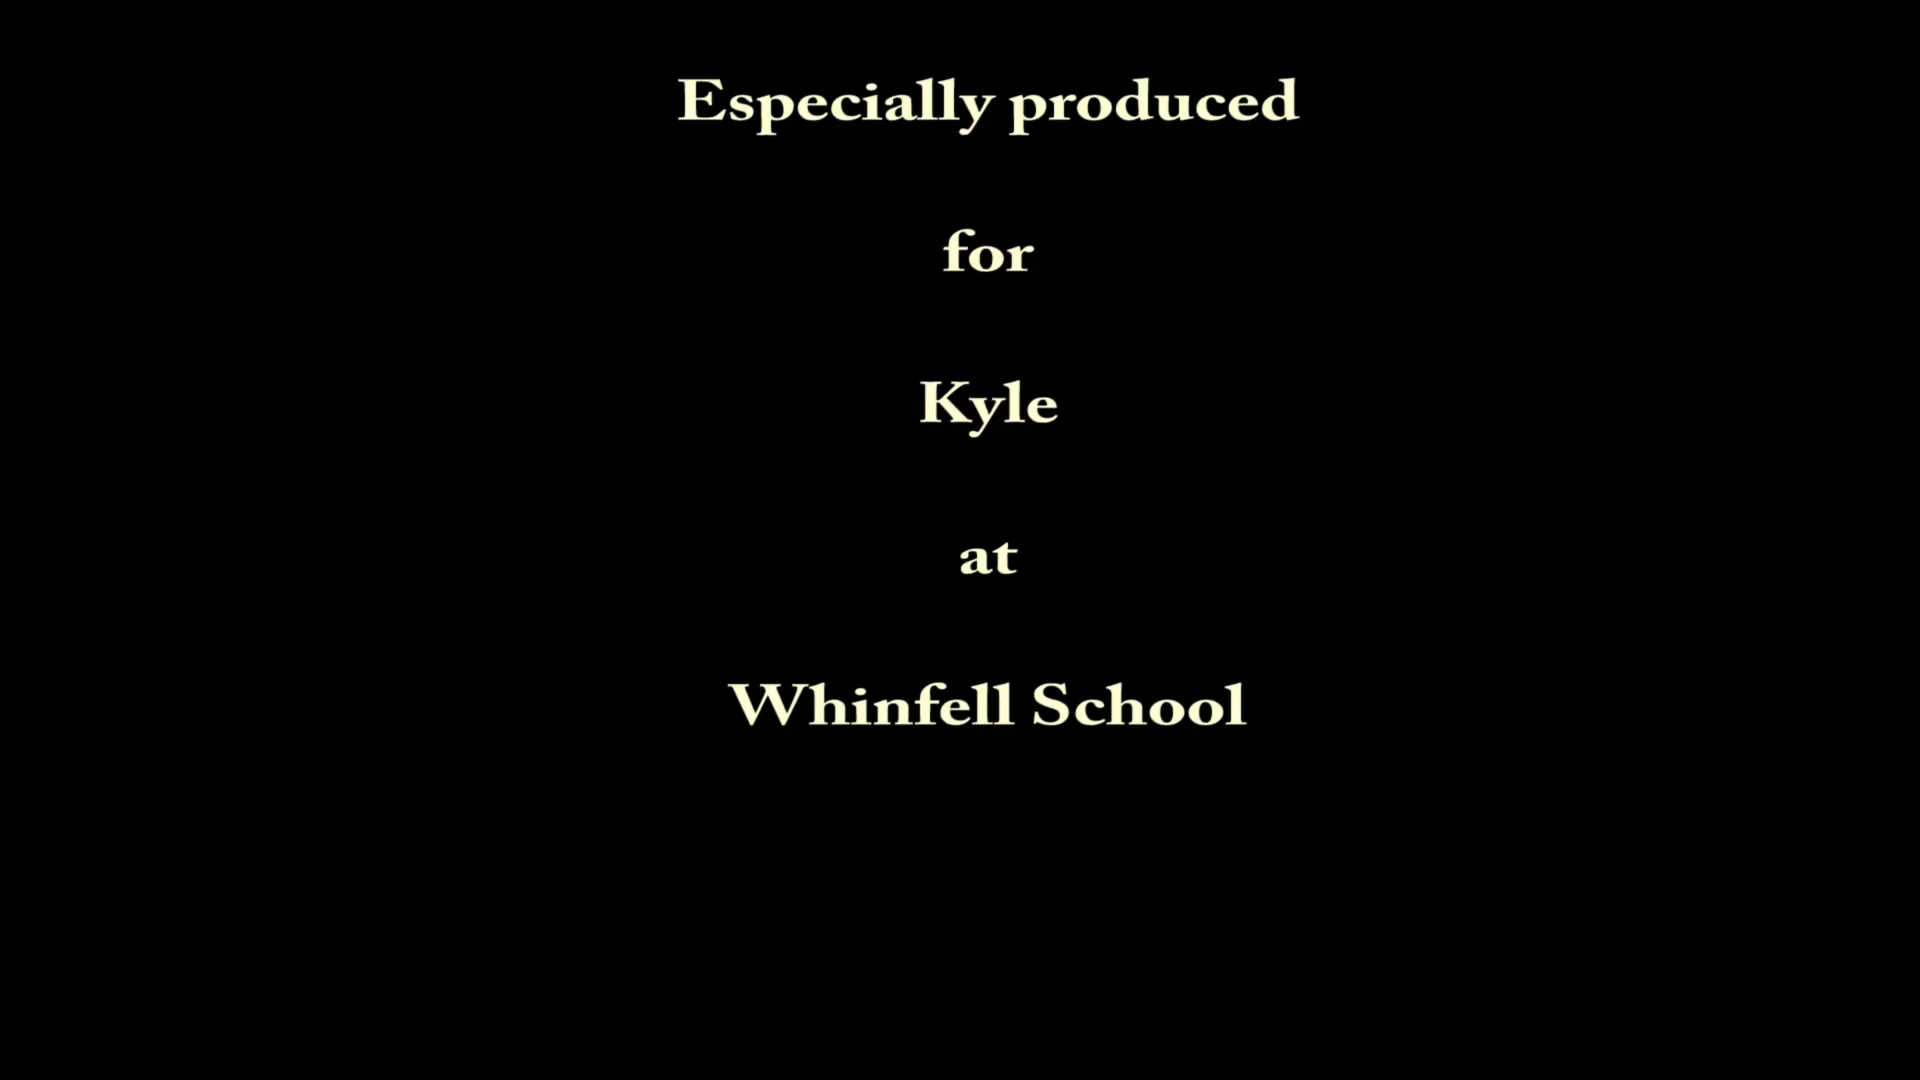 Especially produced
for
Kyle
at
Whinfell School